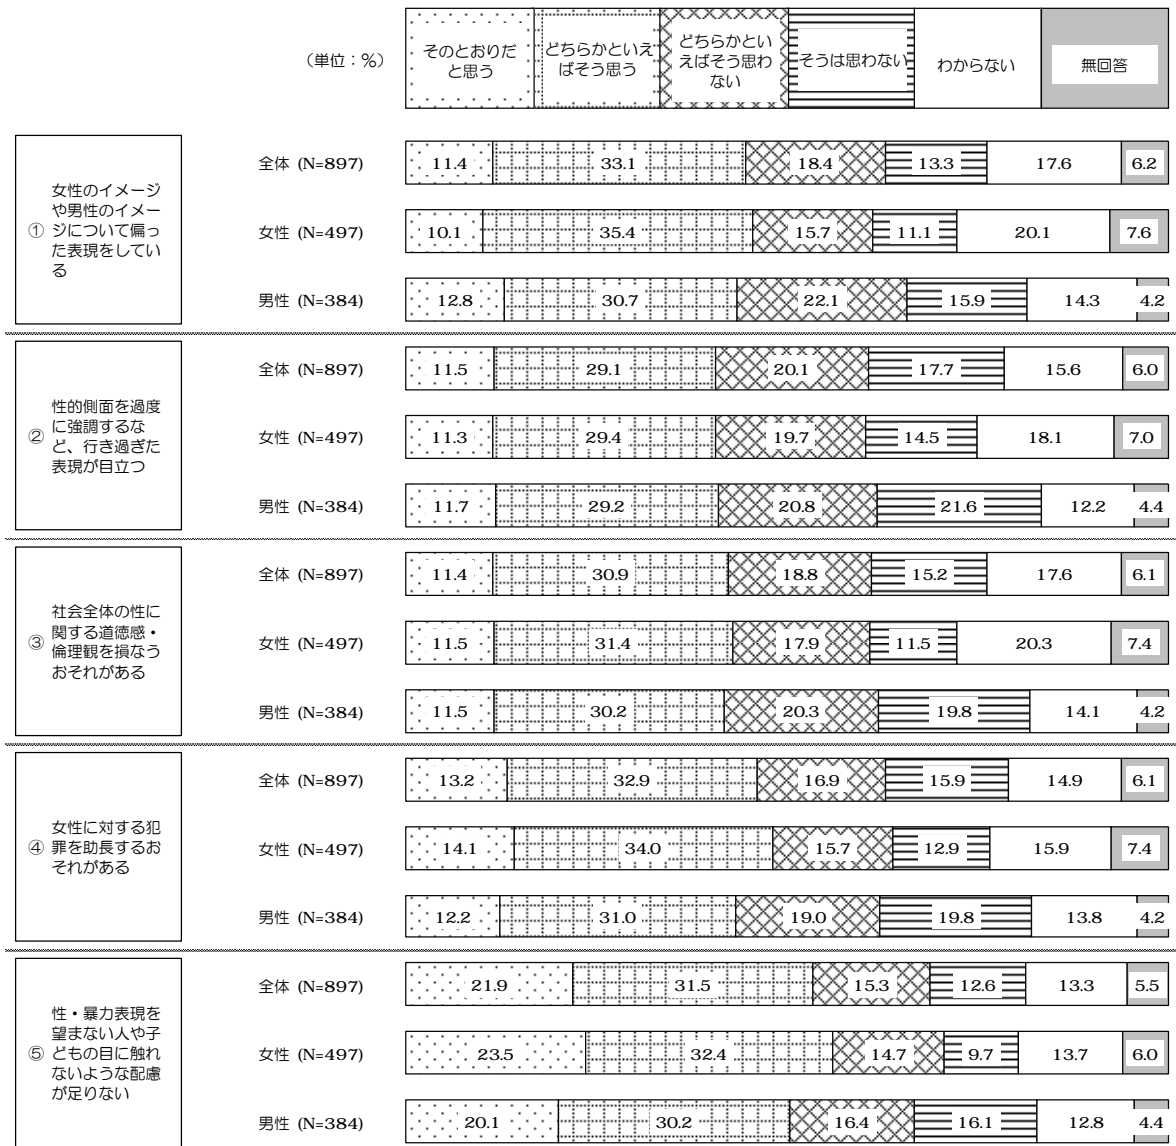 （単位：%）
そのとおりだ
と思う
どちらかといえ
ばそう思う
どちらかとい
えばそう思わ
ない
そうは思わない
わからない
無回答
①
女性のイメージ
や男性のイメー
ジについて偏っ
た表現をしてい
る
全体 (N=897) 11.4 33.1 18.4 13.3 17.6 6.2
女性 (N=497) 10.1 35.4 15.7 11.1 20.1 7.6
男性 (N=384) 12.8 30.7 22.1 15.9 14.3 4.2
②
性的側面を過度
に強調するな
ど、行き過ぎた
表現が目立つ
全体 (N=897) 11.5 29.1 20.1 17.7 15.6 6.0
女性 (N=497) 11.3 29.4 19.7 14.5 18.1 7.0
男性 (N=384) 11.7 29.2 20.8 21.6 12.2 4.4
③
社会全体の性に
関する道徳感・
倫理観を損なう
おそれがある
全体 (N=897) 11.4 30.9 18.8 15.2 17.6 6.1
女性 (N=497) 11.5 31.4 17.9 11.5 20.3 7.4
男性 (N=384) 11.5 30.2 20.3 19.8 14.1 4.2
④
女性に対する犯
罪を助長するお
それがある
全体 (N=897) 13.2 32.9 16.9 15.9 14.9 6.1
女性 (N=497) 14.1 34.0 15.7 12.9 15.9 7.4
男性 (N=384) 12.2 31.0 19.0 19.8 13.8 4.2
⑤
性・暴力表現を
望まない人や子
どもの目に触れ
ないような配慮
が足りない
全体 (N=897) 21.9 31.5 15.3 12.6 13.3 5.5
女性 (N=497) 23.5 32.4 14.7 9.7 13.7 6.0
男性 (N=384) 20.1 30.2 16.4 16.1 12.8 4.4